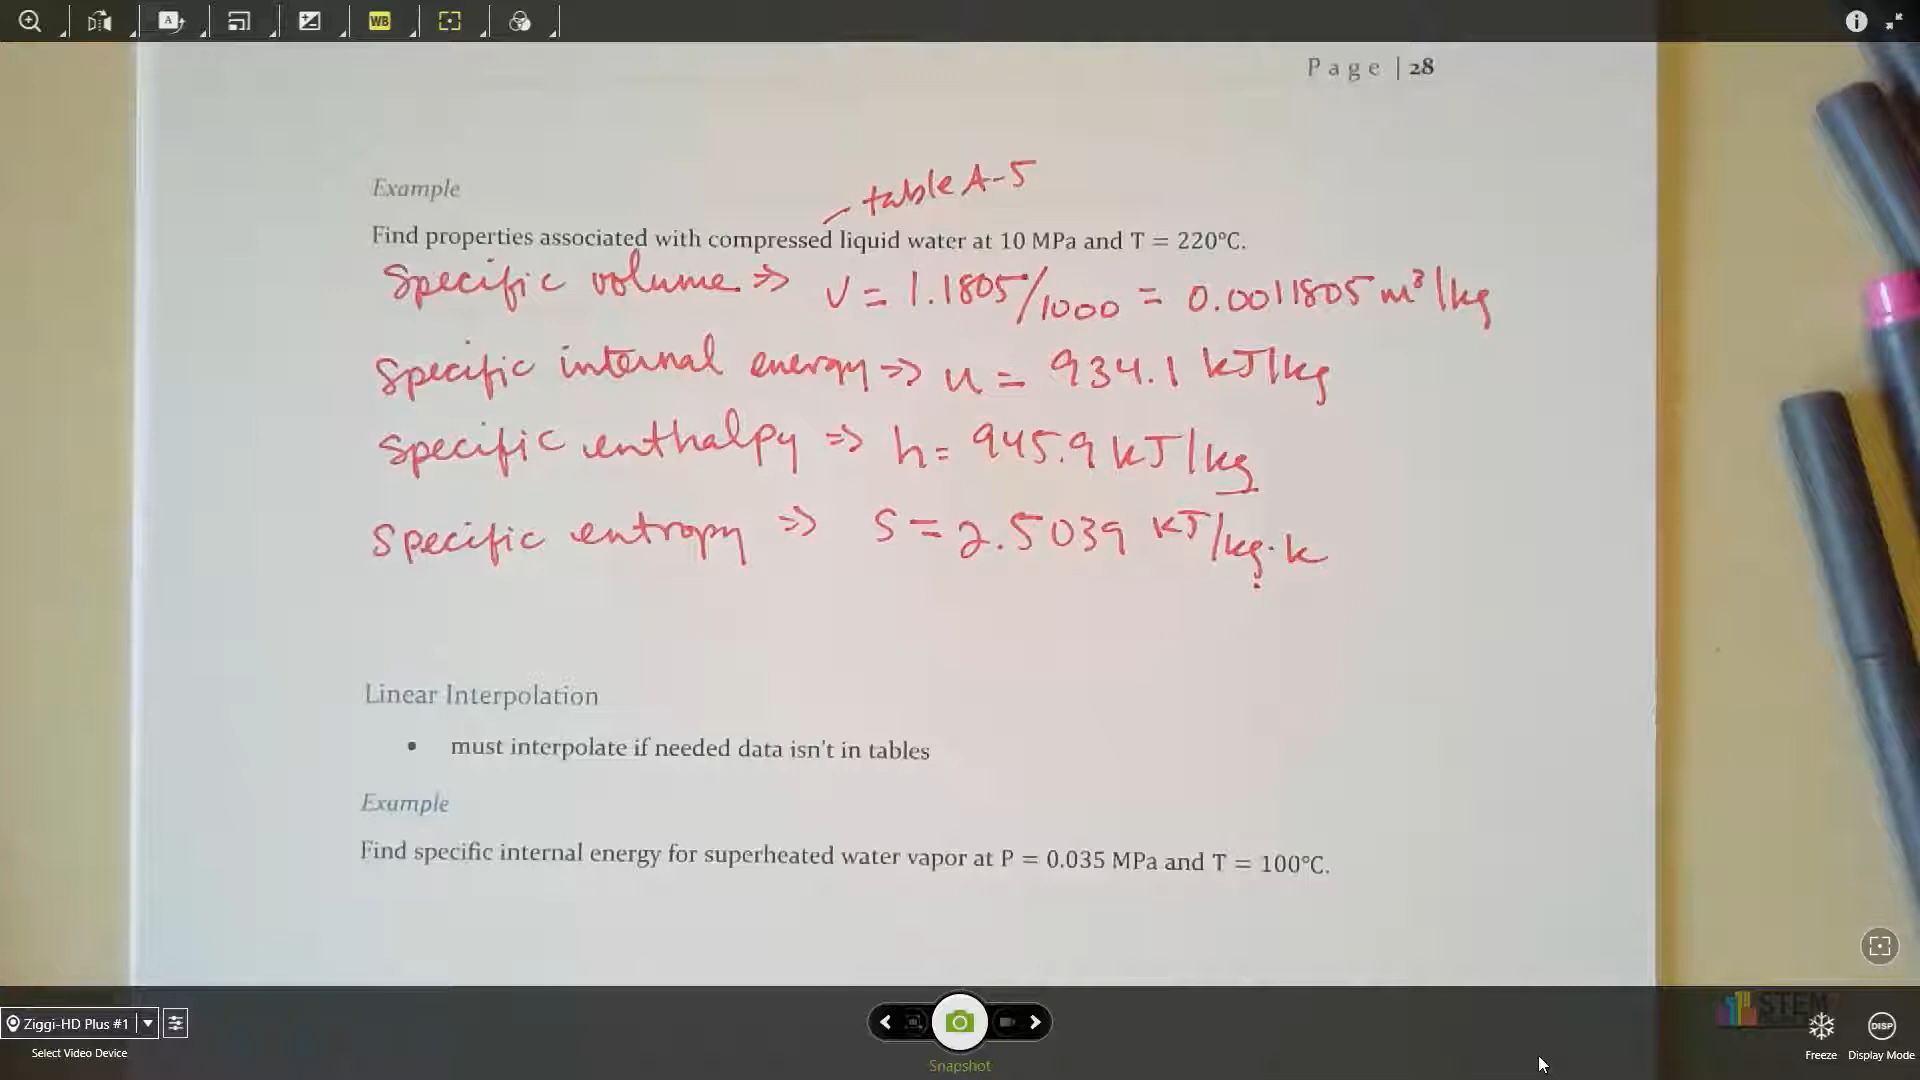 WB
Page | 28
Example
table A-5
Find properties associated with compressed liquid water at 10 MPa and T = 220°C.
Specific volume ⇒ v = 1.1805/1000 = 0.0011805 m³/kg
Specific internal energy ⇒ u = 934.1 kJ/kg
Specific enthalpy ⇒ h = 945.9 kJ/kg
Specific entropy ⇒ s = 2.5039 kJ/kg·k
Linear Interpolation
• must interpolate if needed data isn't in tables
Example
Find specific internal energy for superheated water vapor at P = 0.035 MPa and T = 100°C.
Ziggi-HD Plus #1
Select Video Device
Snapshot
STEM
Freeze
DISP
Display Mode